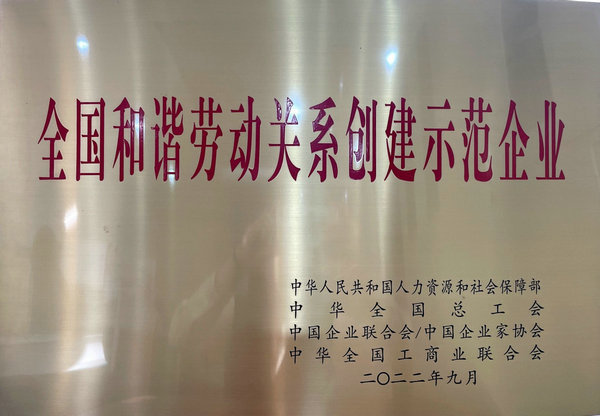 全国和谐劳动关系创建示范企业
中华人民共和国人力资源和社会保障部
中华全国总工会
中国企业联合会/中国企业家协会
中华全国工商业联合会
二〇二二年九月